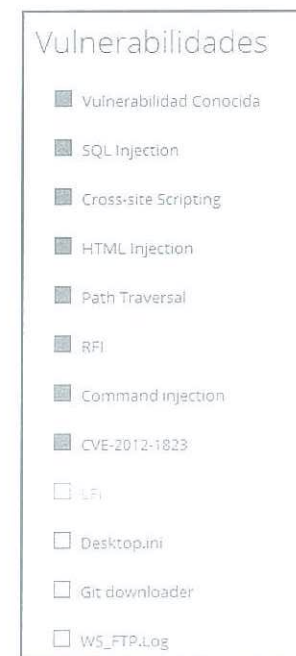 Vulnerabilidades
Vulnerabilidad Conocida
SQL Injection
Cross-site Scripting
HTML Injection
Path Traversal
RFI
Command injection
CVE-2012-1823
LFI
Desktop.ini
Git downloader
WS_FTP.Log